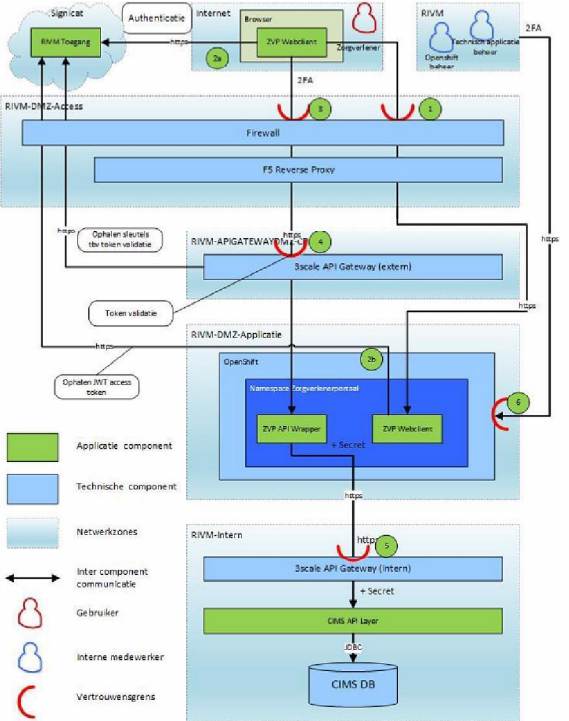 Signicat
Internet
RIVM
Authenticatie
Browser
RIVM Toegang
https
ZVP Webclient
Zorgverlener
Openshift
beheer
Technisch applicatie
beheer
2a
2FA
2FA
RIVM-DMZ-Access
3
1
Firewall
F5 Reverse Proxy
https
Ophalen sleutels
tbv token validatie
https
RIVM-APIGATEWAYDMZ-C
4
https
3scale API Gateway (extern)
Token validatie
https
RIVM-DMZ-Applicatie
https
2b
OpenShift
Ophalen JWT access
token
Namespace Zorgverlenerportaal
6
ZVP API Wrapper
ZVP Webclient
+ Secret
Applicatie component
Technische component
https
Netwerkzones
RIVM-Intern
https
5
3scale API Gateway (intern)
Inter component
communicatie
+ Secret
Gebruiker
CIMS API Layer
JDBC
Interne medewerker
CIMS DB
Vertrouwensgrens